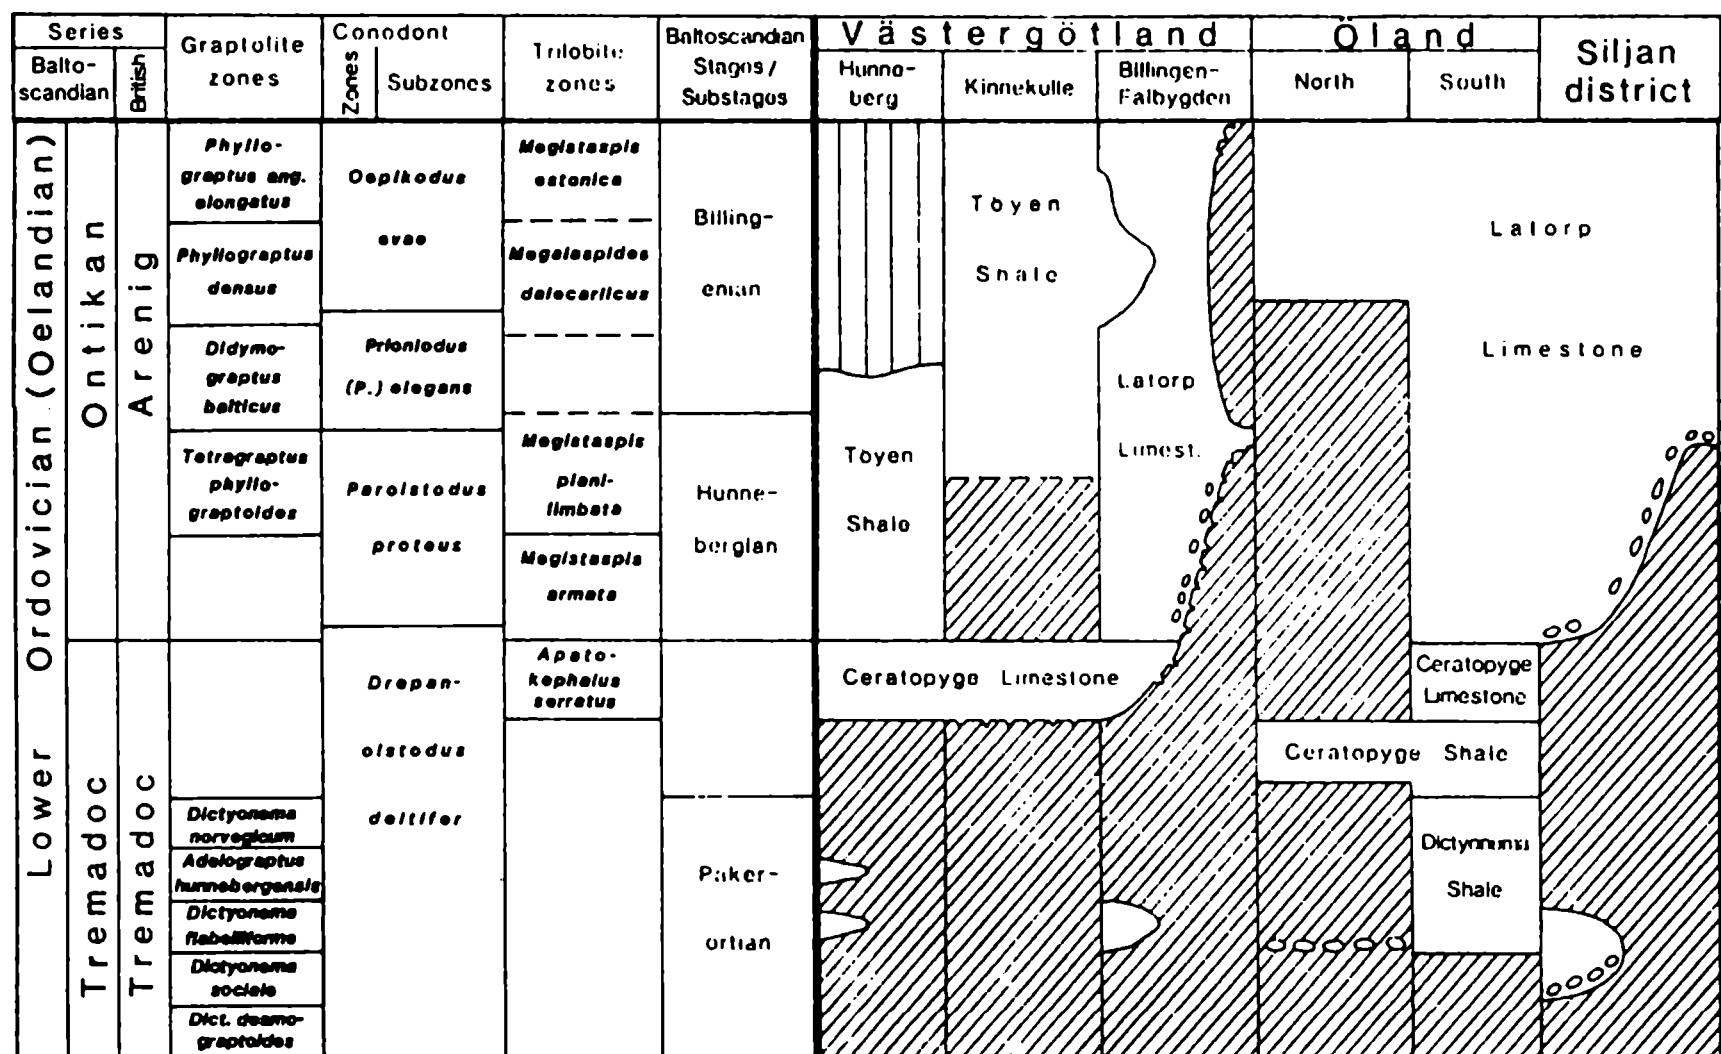 Series
Balto-
scandian
British
Graptolite
zones
Conodont
Zones
Subzones
Trilobite
zones
Baltoscandian
Stages /
Substages
Västergötland
Hunne-
berg
Kinnekulle
Billingen-
Falbygden
Öland
North
South
Siljan
district
Lower Ordovician (Oelandian)
Ontikan
Tremadoc
Arenig
Tremadoc
Phyllo-
graptus ang.
elongatus
Phyllograptus
densus
Didymo-
graptus
balticus
Tetragraptus
phyllo-
graptoides
Dictyonema
norvegicum
Adelograptus
hunnebergensis
Dictyonema
flabelliforme
Dictyonema
sociale
Dict. desmo-
graptoides
Oepikodus
evae
Prioniodus
(P.) elegans
Paroistodus
proteus
Drepan-
oistodus
deltifer
Megistaspis
estonica
Megalaspides
dalecarlicus
Megistaspis
plani-
limbata
Megistaspis
armata
Apato-
kephalus
serratus
Billing-
enian
Hunne-
bergian
Paker-
ortian
Töyen
Shale
Töyen
Shale
Latorp
Limest.
Latorp
Limestone
Ceratopyge Limestone
Ceratopyge
Limestone
Ceratopyge Shale
Dictyonema
Shale